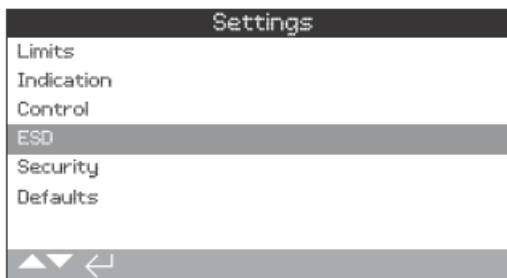 Settings
Limits
Indication
Control
ESD
Security
Defaults